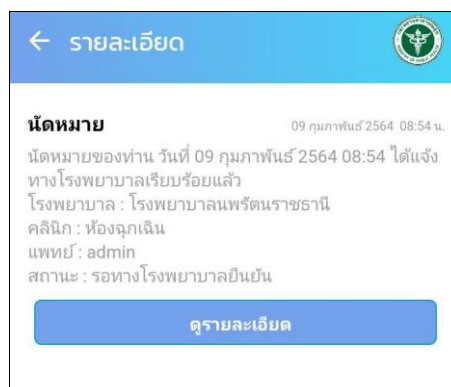 รายละเอียด
นัดหมาย 09 กุมภาพันธ์ 2564 08:54 น.
นัดหมายของท่าน วันที่ 09 กุมภาพันธ์ 2564 08:54 ได้แจ้ง
ทางโรงพยาบาลเรียบร้อยแล้ว
โรงพยาบาล : โรงพยาบาลนพรัตนราชธานี
คลินิก : ห้องฉุกเฉิน
แพทย์ : admin
สถานะ : รอทางโรงพยาบาลยืนยัน
ดูรายละเอียด